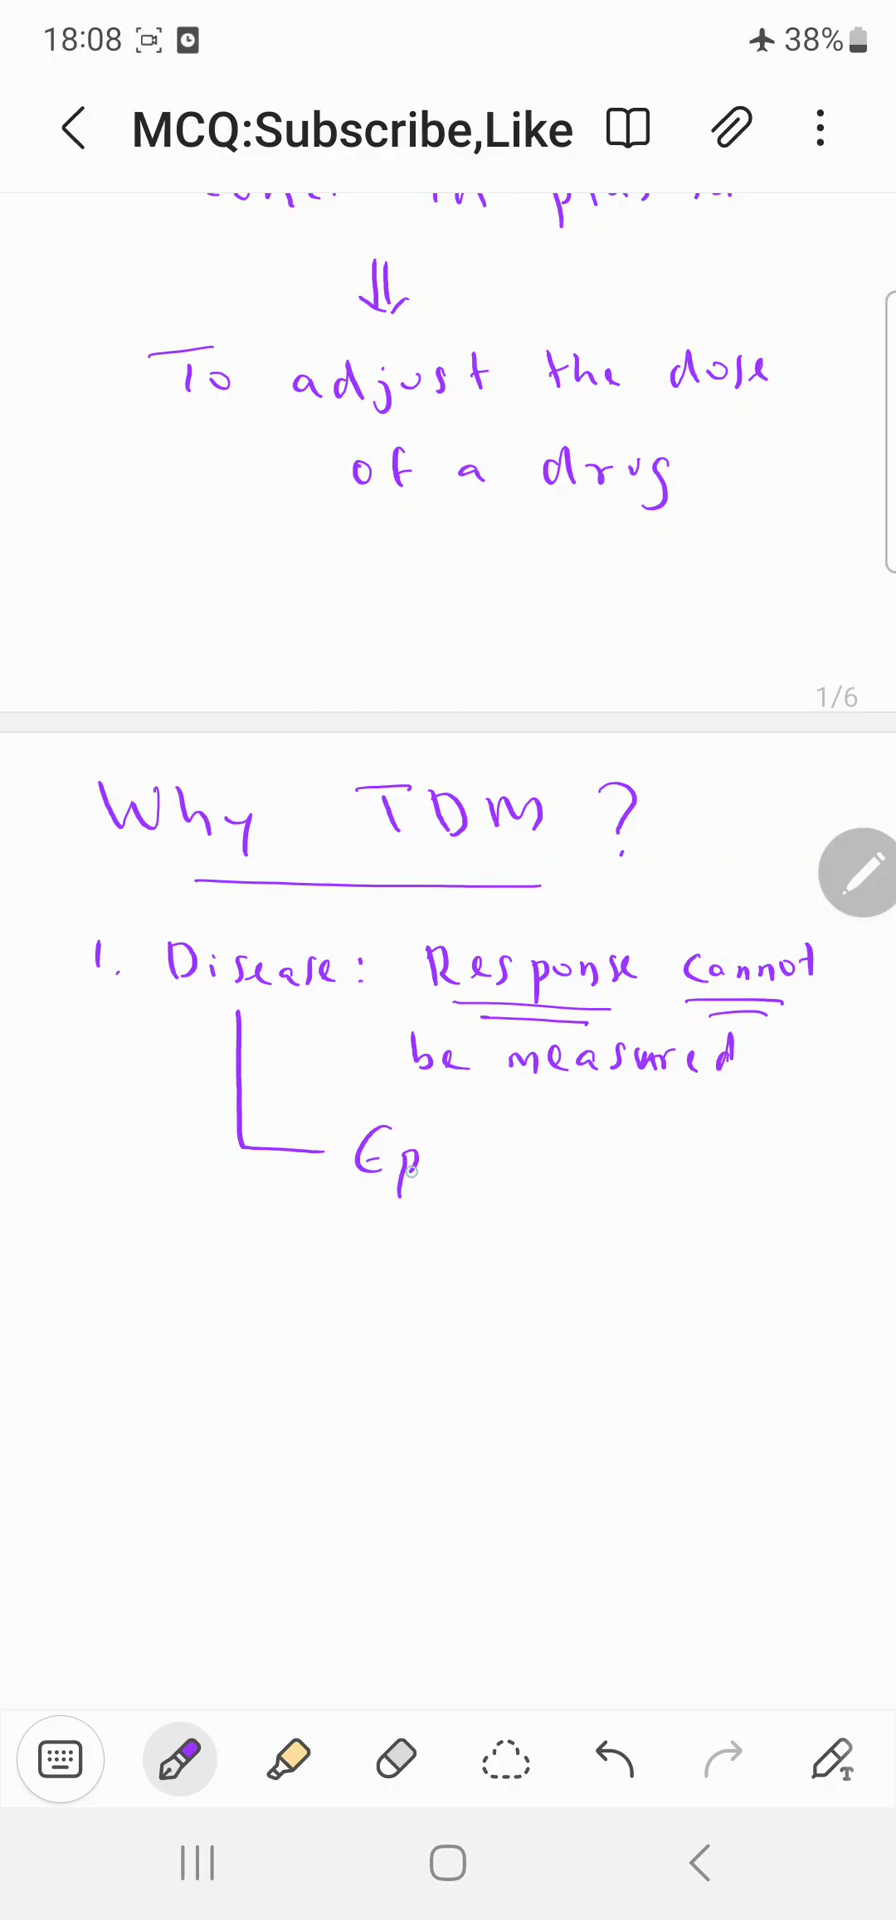 18:08 38%
MCQ:Subscribe,Like
To adjust the dose
of a drug
1/6
Why TDM ?
1. Disease: Response cannot
be measured
Ep